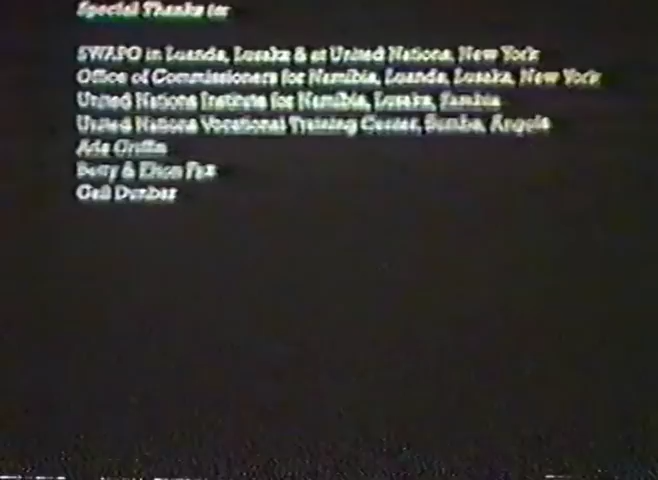 Special Thanks to:
SWAPO in Luanda, Lusaka & at United Nations, New York
Office of Commissioners for Namibia, Luanda, Lusaka, New York
United Nations Institute for Namibia, Lusaka, Zambia
United Nations Vocational Training Center, Sumbe, Angola
Ada Griffin
Betty & Elton Fax
Gail Dunbar